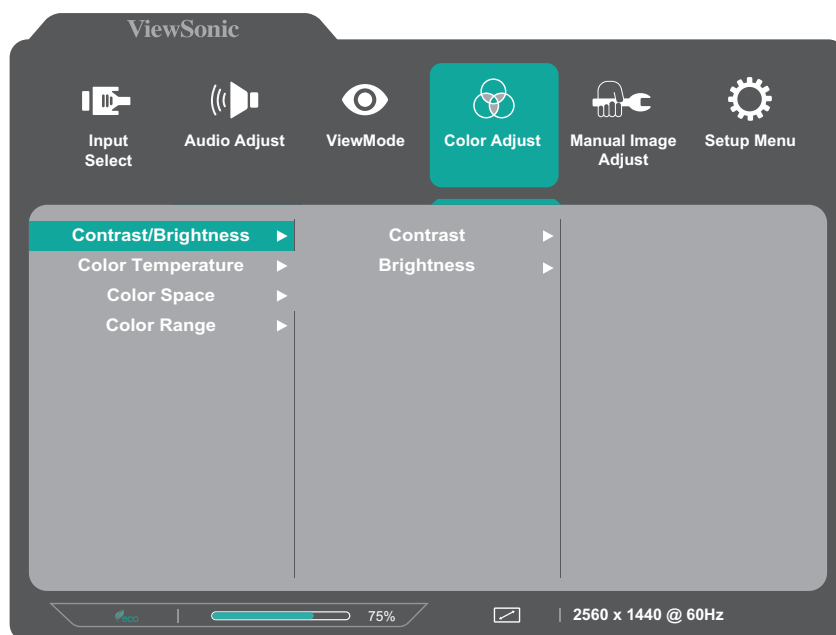 ViewSonic
Input
Select
Audio Adjust
ViewMode
Color Adjust
Manual Image
Adjust
Setup Menu
Contrast/Brightness
Contrast
Color Temperature
Brightness
Color Space
Color Range
eco
75%
2560 x 1440 @ 60Hz